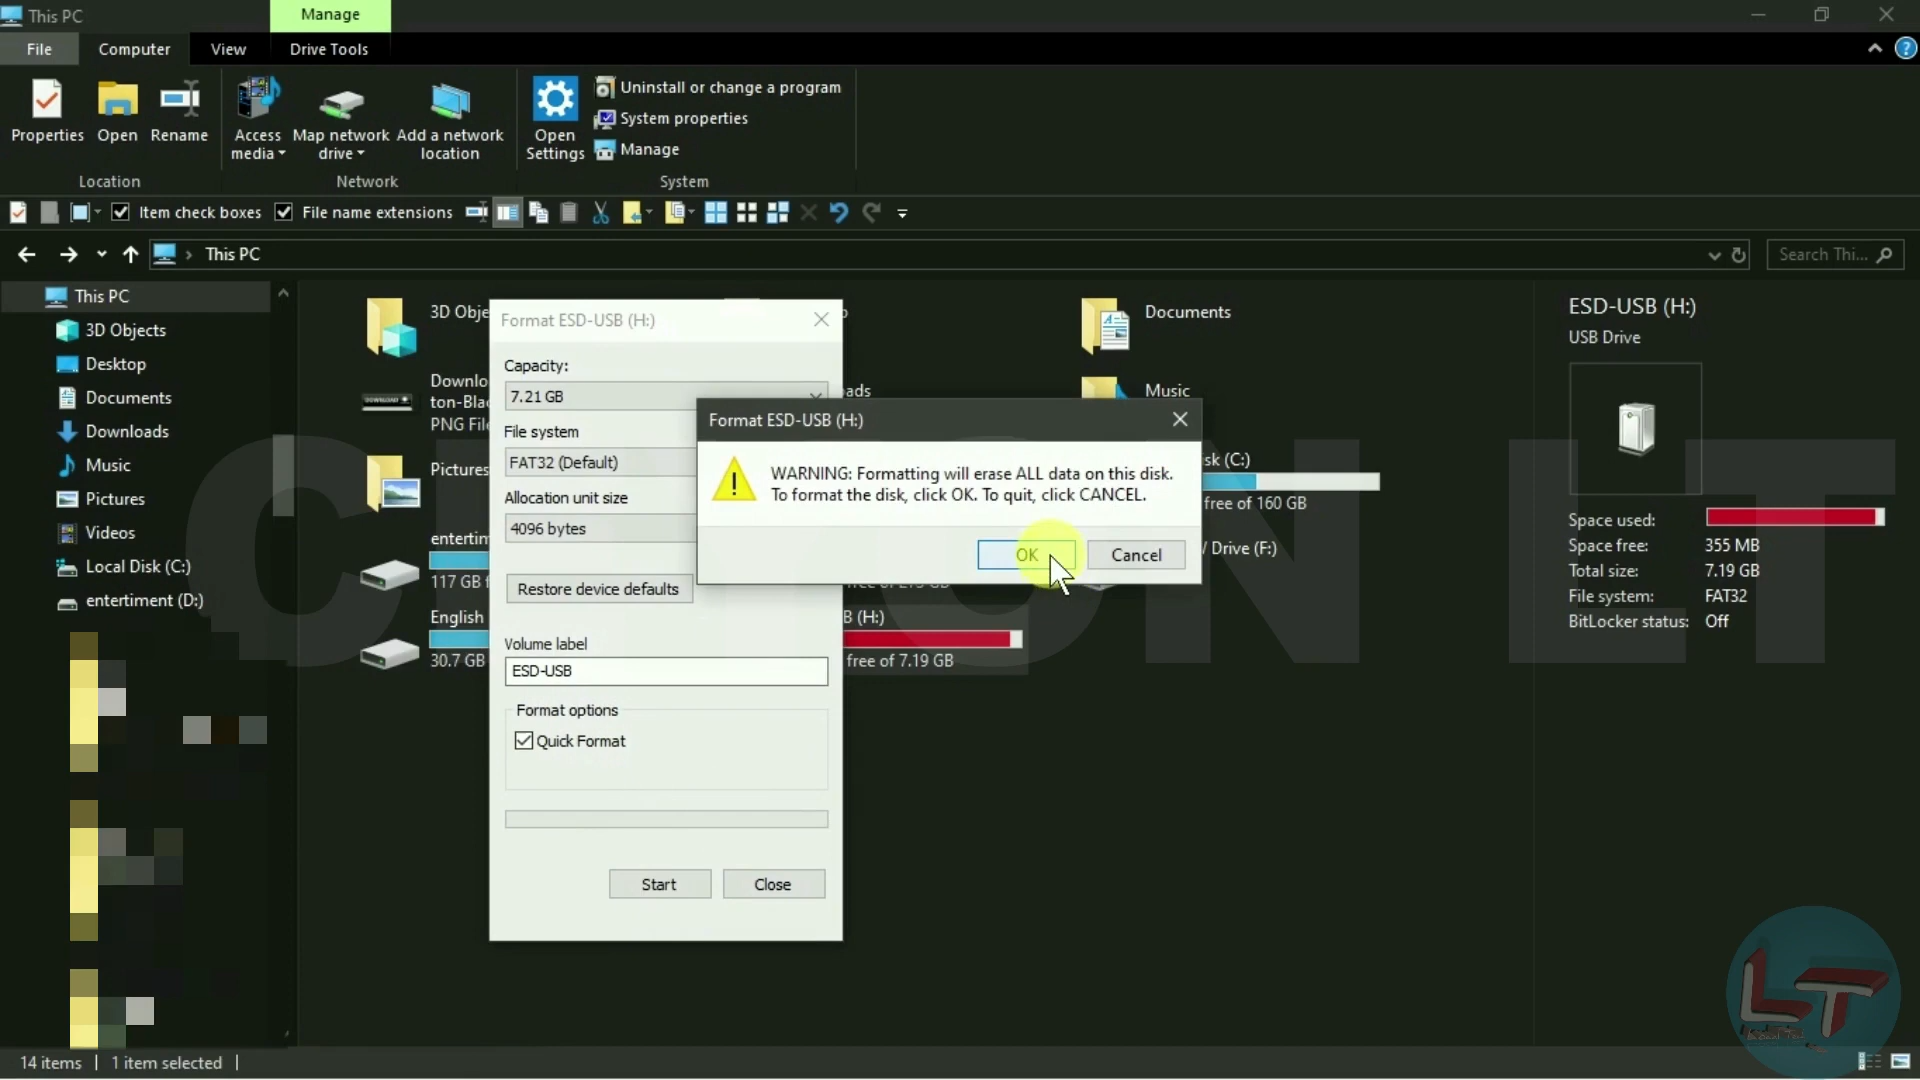 This PC
Manage
File
Computer
View
Drive Tools
Properties
Open
Rename
Access media
Map network drive
Add a network location
Open Settings
Uninstall or change a program
System properties
Manage
Location
Network
System
Item check boxes
File name extensions
This PC
Search Thi...
This PC
3D Objects
Desktop
Documents
Downloads
Music
Pictures
Videos
Local Disk (C:)
entertiment (D:)
3D Obje
Documents
Downlo
ton-Bla
PNG Fil
ads
Music
Pictures
sk (C:)
free of 160 GB
entertim
117 GB f
Drive (F:)
English
30.7 GB
B (H:)
free of 7.19 GB
Format ESD-USB (H:)
Capacity:
7.21 GB
File system
FAT32 (Default)
Allocation unit size
4096 bytes
Restore device defaults
Volume label
ESD-USB
Format options
Quick Format
Start
Close
Format ESD-USB (H:)
WARNING: Formatting will erase ALL data on this disk.
To format the disk, click OK. To quit, click CANCEL.
OK
Cancel
ESD-USB (H:)
USB Drive
Space used:
Space free: 355 MB
Total size: 7.19 GB
File system: FAT32
BitLocker status: Off
LT
14 items
1 item selected